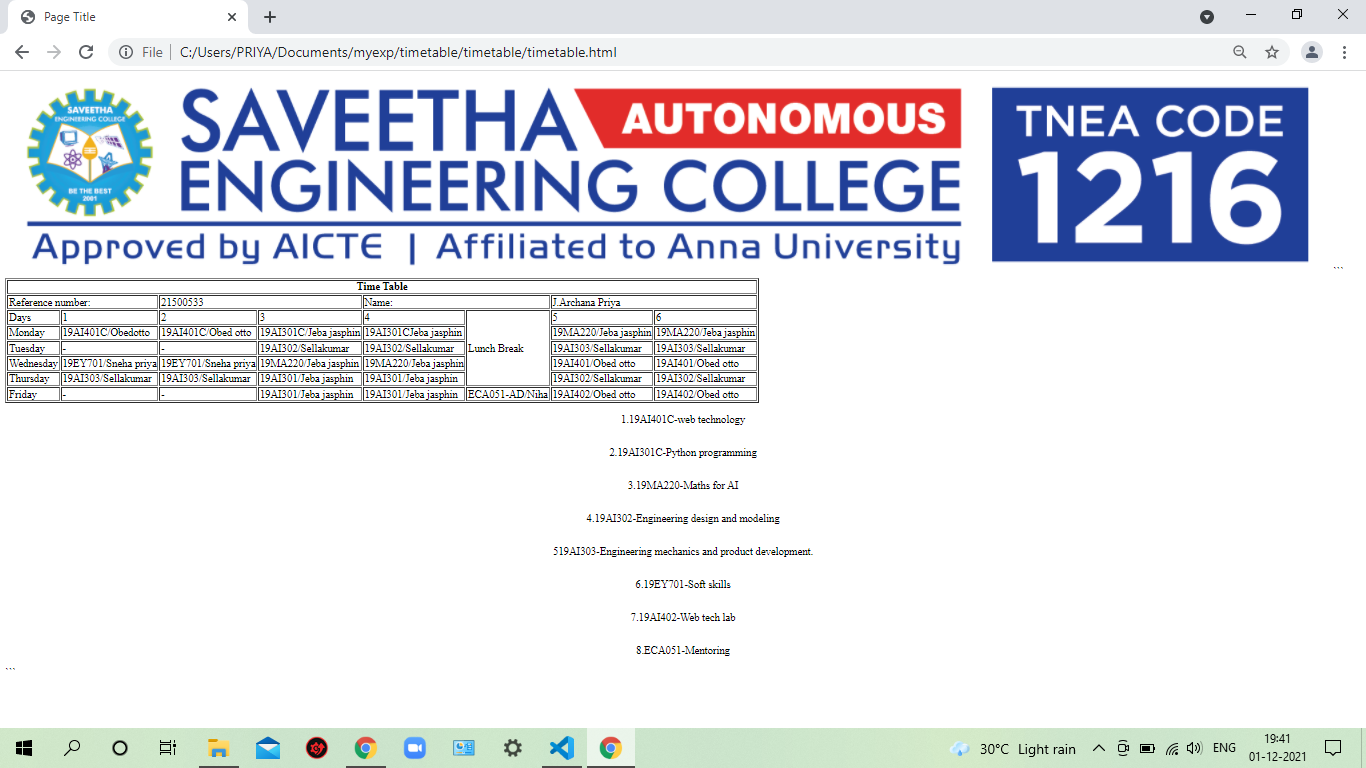 Page Title
File C:/Users/PRIYA/Documents/myexp/timetable/timetable/timetable.html
SAVEETHA
ENGINEERING COLLEGE
BE THE BEST
2001
SAVEETHA AUTONOMOUS
ENGINEERING COLLEGE
Approved by AICTE | Affiliated to Anna University
TNEA CODE
1216
```
Time Table
Reference number: 21500533 Name: J.Archana Priya
Days 1 2 3 4 Lunch Break 5 6
Monday 19AI401C/Obedotto 19AI401C/Obed otto 19AI301C/Jeba jasphin 19AI301CJeba jasphin 19MA220/Jeba jasphin 19MA220/Jeba jasphin
Tuesday - - 19AI302/Sellakumar 19AI302/Sellakumar 19AI303/Sellakumar 19AI303/Sellakumar
Wednesday 19EY701/Sneha priya 19EY701/Sneha priya 19MA220/Jeba jasphin 19MA220/Jeba jasphin 19AI401/Obed otto 19AI401/Obed otto
Thursday 19AI303/Sellakumar 19AI303/Sellakumar 19AI301/Jeba jasphin 19AI301/Jeba jasphin 19AI302/Sellakumar 19AI302/Sellakumar
Friday - - 19AI301/Jeba jasphin 19AI301/Jeba jasphin ECA051-AD/Niha 19AI402/Obed otto 19AI402/Obed otto
1.19AI401C-web technology
2.19AI301C-Python programming
3.19MA220-Maths for AI
4.19AI302-Engineering design and modeling
519AI303-Engineering mechanics and product development.
6.19EY701-Soft skills
7.19AI402-Web tech lab
8.ECA051-Mentoring
```
30°C Light rain ENG 19:41
01-12-2021